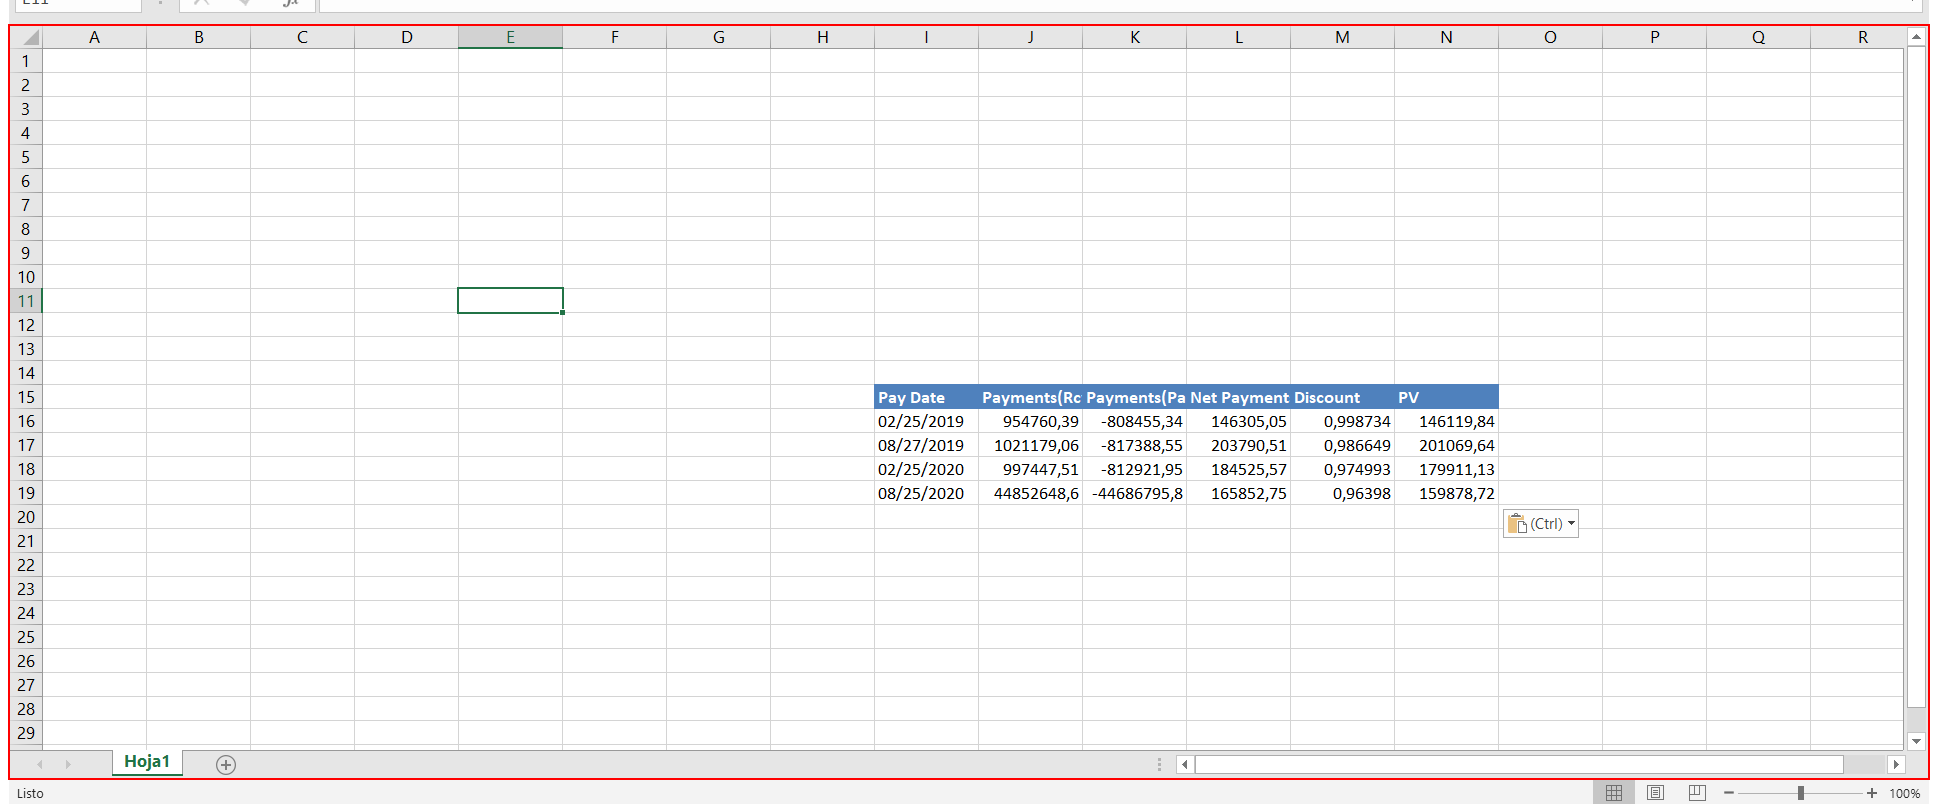 A B C D E F G H I J K L M N O P Q R
1
2
3
4
5
6
7
8
9
10
11
12
13
14
15 Pay Date Payments(Rc Payments(Pa Net Payment Discount PV
16 02/25/2019 954760,39 -808455,34 146305,05 0,998734 146119,84
17 08/27/2019 1021179,06 -817388,55 203790,51 0,986649 201069,64
18 02/25/2020 997447,51 -812921,95 184525,57 0,974993 179911,13
19 08/25/2020 44852648,6 -44686795,8 165852,75 0,96398 159878,72
20
(Ctrl)
21
22
23
24
25
26
27
28
29
Hoja1
Listo 100%